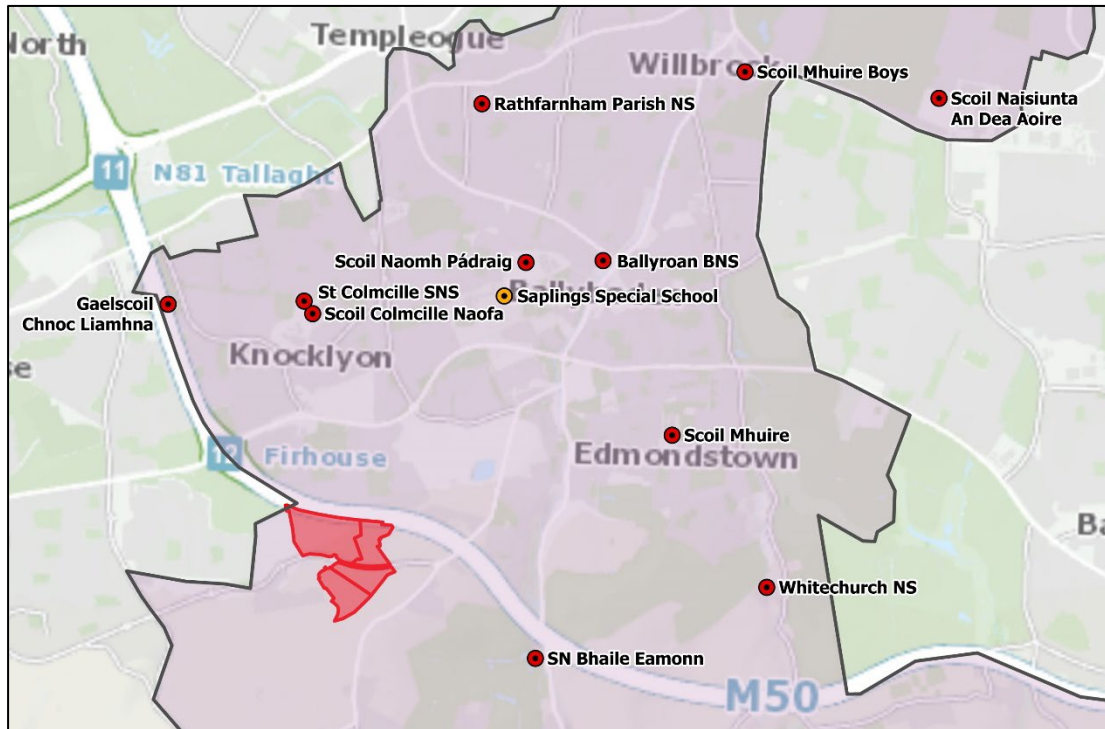 North
Templeogue
Willbrook
Scoil Mhuire Boys
Rathfarnham Parish NS
Scoil Naisiunta
An Dea Aoire
11
N81 Tallaght
Scoil Naomh Pádraig
Ballyroan BNS
Saplings Special School
St Colmcille SNS
Scoil Colmcille Naofa
Gaelscoil
Chnoc Liamhna
Knocklyon
se
Scoil Mhuire
Edmondstown
12
Firhouse
Ba
Whitechurch NS
SN Bhaile Eamonn
M50